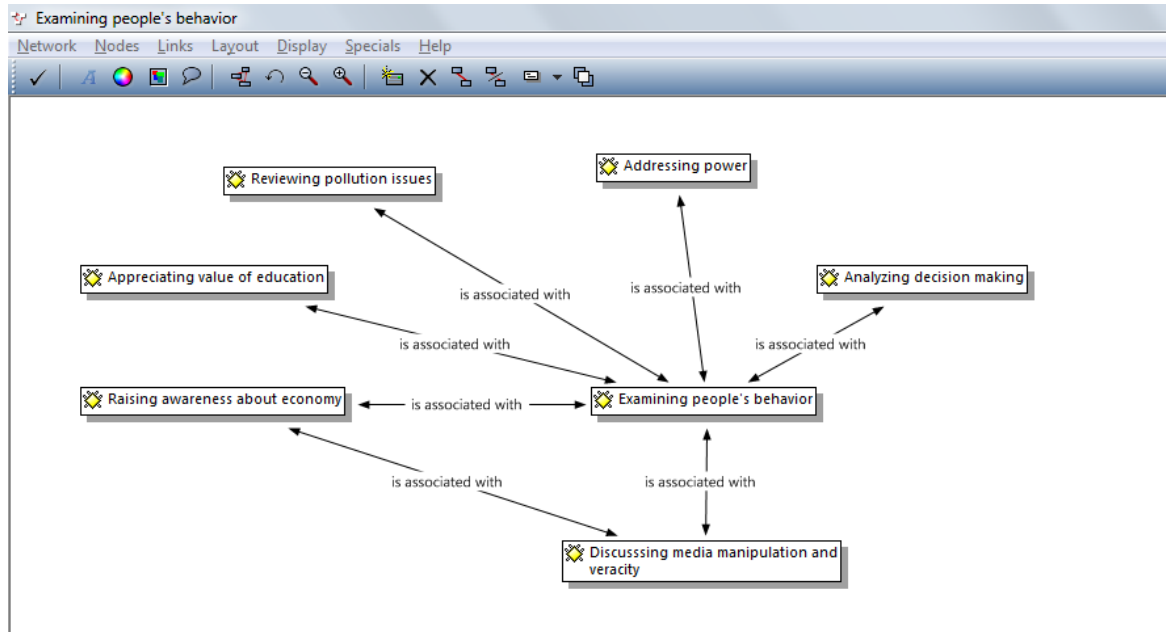 Examining people's behavior
Network Nodes Links Layout Display Specials Help
Addressing power
Reviewing pollution issues
Appreciating value of education
Analyzing decision making
is associated with
is associated with
is associated with
is associated with
Raising awareness about economy
is associated with
Examining people's behavior
is associated with
is associated with
Discusssing media manipulation and
veracity